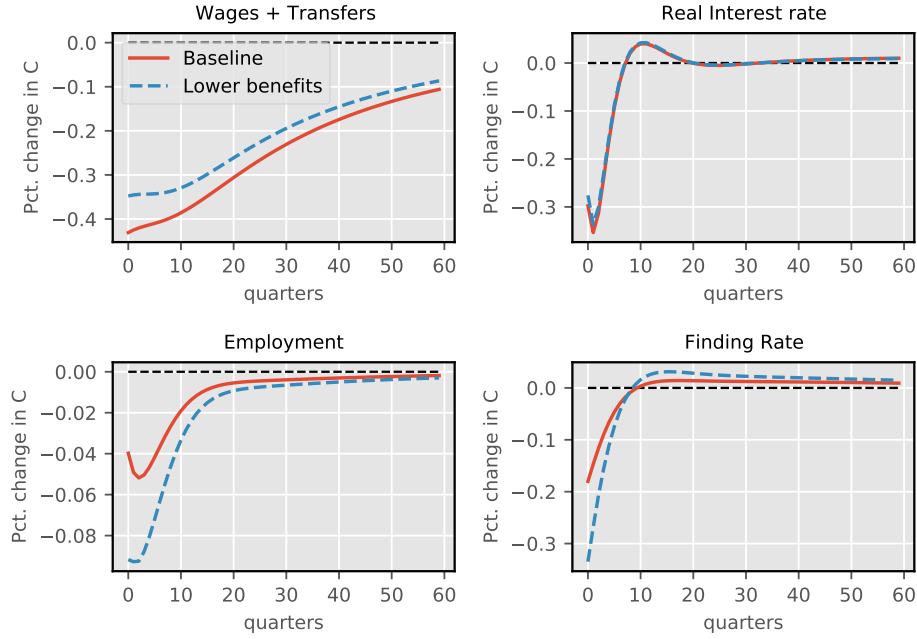 Wages + Transfers
0.0
−0.1
−0.2
−0.3
−0.4
Pct. change in C
Baseline
Lower benefits
0 10 20 30 40 50 60
quarters
Real Interest rate
0.0
−0.1
−0.2
−0.3
Pct. change in C
0 10 20 30 40 50 60
quarters
Employment
0.00
−0.02
−0.04
−0.06
−0.08
Pct. change in C
0 10 20 30 40 50 60
quarters
Finding Rate
0.0
−0.1
−0.2
−0.3
Pct. change in C
0 10 20 30 40 50 60
quarters